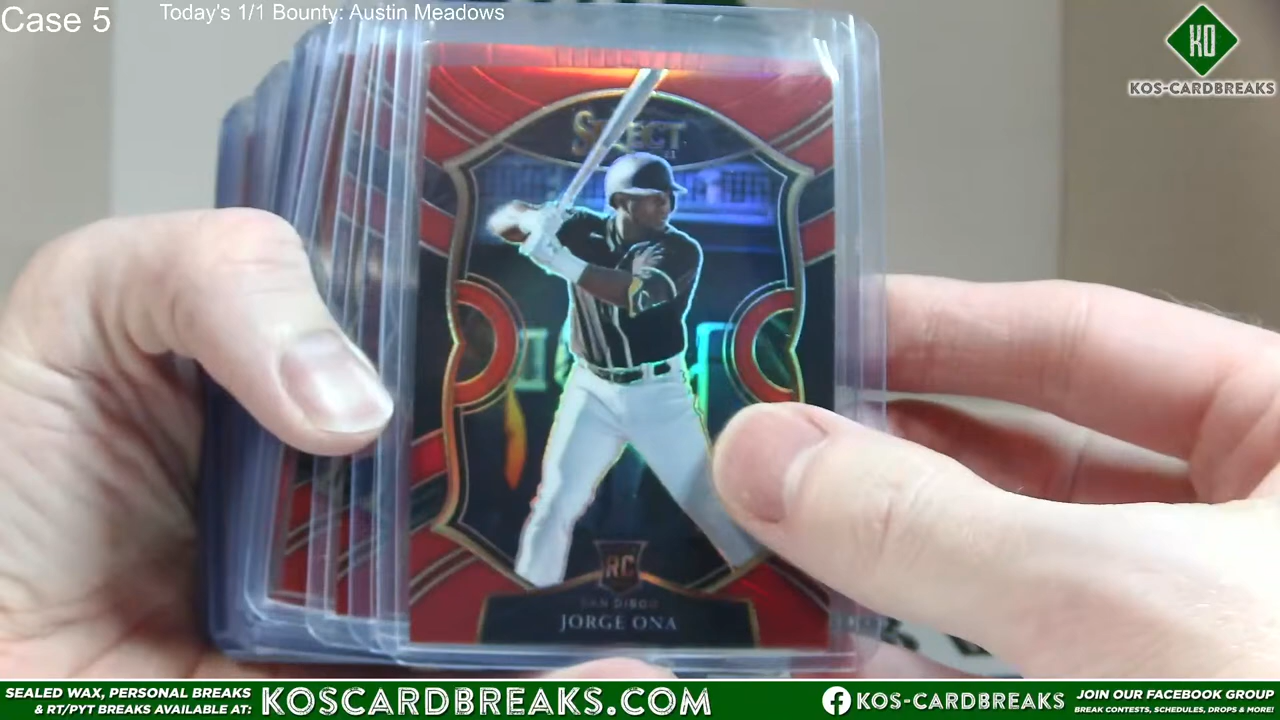 Case 5
Today's 1/1 Bounty: Austin Meadows
KO
KOS-CARDBREAKS
SELECT
RC
SAN DIEGO
JORGE ONA
SEALED WAX, PERSONAL BREAKS
& RT/PYT BREAKS AVAILABLE AT:
KOSCARDBREAKS.COM
KOS-CARDBREAKS
JOIN OUR FACEBOOK GROUP
BREAK CONTESTS, SCHEDULES, DROPS & MORE!